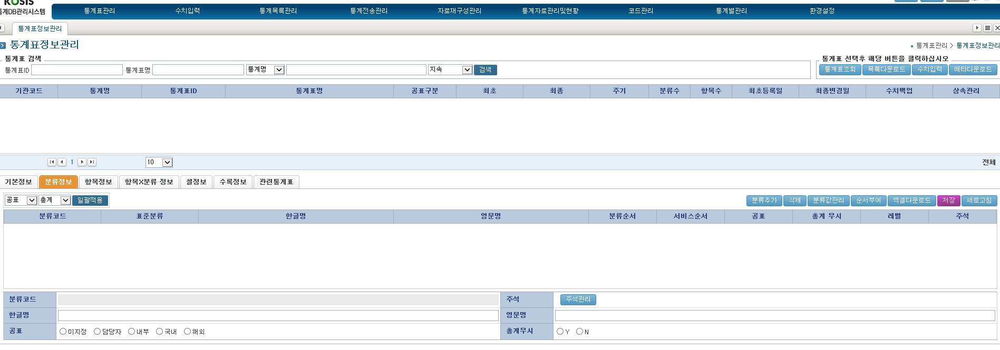 KOSIS
통계DB관리시스템
통계표관리 수치입력 통계목록관리 통계전송관리 자료재구성관리 통계자료관리및현황 코드관리 통계별관리 환경설정
통계표정보관리
통계표정보관리
통계표관리 > 통계표정보관리
통계표 검색 통계표 선택후 해당 버튼을 클릭하십시오
통계표ID 통계표명 통계명 지속 검색 통계표조회 목록다운로드 수치입력 메타다운로드
기관코드 통계명 통계표ID 통계표명 공표구분 최초 최종 주기 분류수 항목수 최초등록일 최종변경일 수치백업 상속관리
1 10 전체
기본정보 분류정보 항목정보 항목X분류 정보 셀정보 수록정보 관련통계표
공표 총계 일괄적용 분류추가 삭제 분류값관리 순서부여 엑셀다운로드 저장 새로고침
분류코드 표준분류 한글명 영문명 분류순서 서비스순서 공표 총계 무시 레벨 주석
분류코드 주석 주석관리
한글명 영문명
공표 미지정 담당자 내부 국내 해외 총계무시 Y N